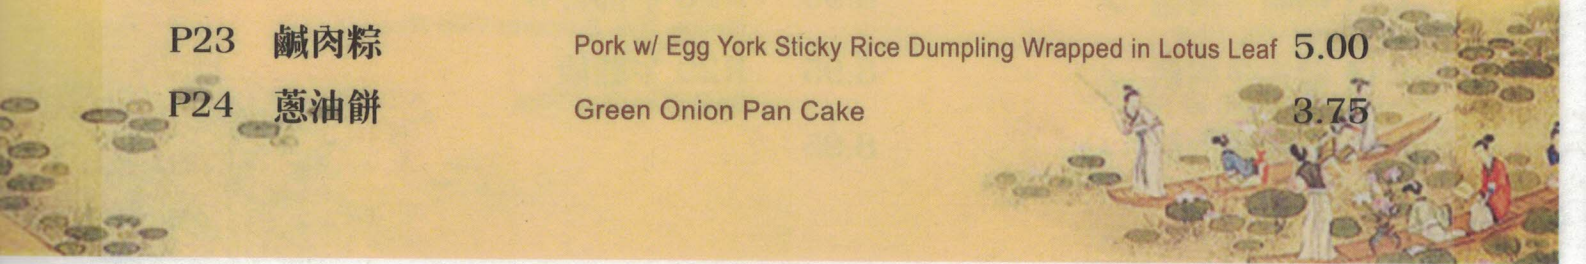 P23 鹹肉粽 Pork w/ Egg York Sticky Rice Dumpling Wrapped in Lotus Leaf 5.00
P24 蔥油餅 Green Onion Pan Cake 3.75